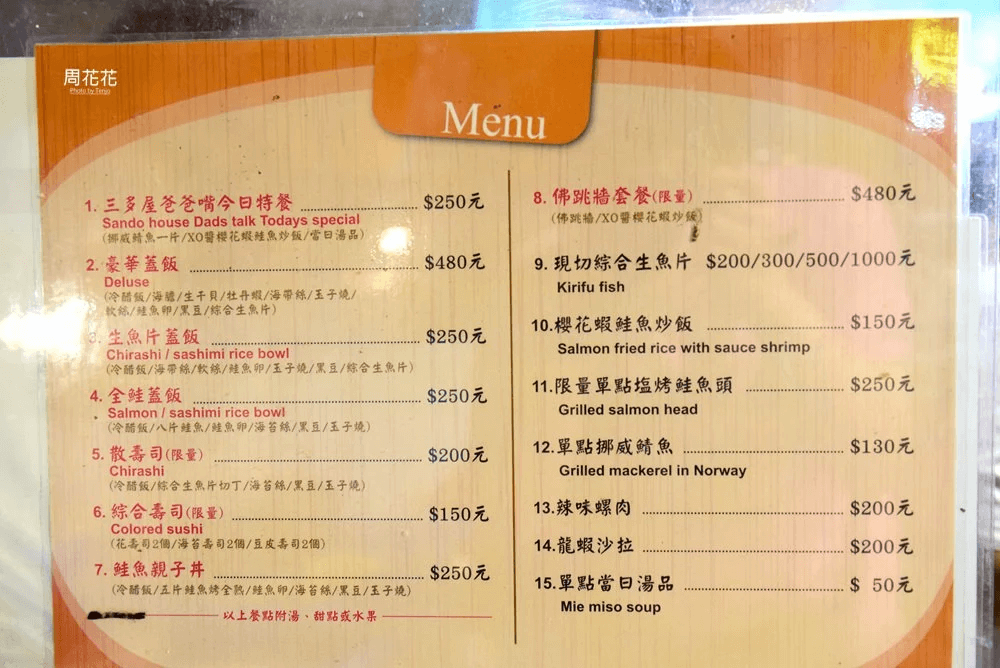 周花花
Photo by Tenjo
Menu
1. 三多屋爸爸嘴今日特餐 $250元
Sando house Dads talk Todays special
(挪威鯖魚一片/XO醬櫻花蝦鮭魚炒飯/當日湯品)
2. 豪華蓋飯 $480元
Deluse
(冷醋飯/海膽/生干貝/牡丹蝦/海帶絲/玉子燒/
軟絲/鮭魚卵/黑豆/綜合生魚片)
3. 生魚片蓋飯 $250元
Chirashi / sashimi rice bowl
(冷醋飯/海帶絲/軟絲/鮭魚卵/玉子燒/黑豆/綜合生魚片)
4. 全鮭蓋飯 $250元
Salmon / sashimi rice bowl
(冷醋飯/八片鮭魚/鮭魚卵/海苔絲/黑豆/玉子燒)
5. 散壽司(限量) $200元
Chirashi
(冷醋飯/綜合生魚片切丁/海苔絲/黑豆/玉子燒)
6. 綜合壽司(限量) $150元
Colored sushi
(花壽司2個/海苔壽司2個/豆皮壽司2個)
7. 鮭魚親子丼 $250元
(冷醋飯/五片鮭魚烤全熟/鮭魚卵/海苔絲/黑豆/玉子燒)
以上餐點附湯、甜點或水果
8. 佛跳牆套餐(限量) $480元
(佛跳牆/XO醬櫻花蝦炒飯)
9. 現切綜合生魚片 $200/300/500/1000元
Kirifu fish
10.櫻花蝦鮭魚炒飯 $150元
Salmon fried rice with sauce shrimp
11.限量單點塩烤鮭魚頭 $250元
Grilled salmon head
12.單點挪威鯖魚 $130元
Grilled mackerel in Norway
13.辣味螺肉 $200元
14.龍蝦沙拉 $200元
15.單點當日湯品 $ 50元
Mie miso soup